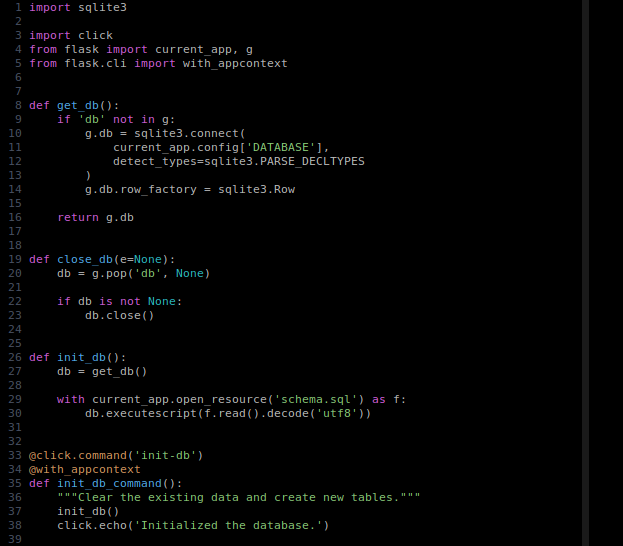 1 import sqlite3
2
3 import click
4 from flask import current_app, g
5 from flask.cli import with_appcontext
6
7
8 def get_db():
9     if 'db' not in g:
10         g.db = sqlite3.connect(
11             current_app.config['DATABASE'],
12             detect_types=sqlite3.PARSE_DECLTYPES
13         )
14         g.db.row_factory = sqlite3.Row
15
16     return g.db
17
18
19 def close_db(e=None):
20     db = g.pop('db', None)
21
22     if db is not None:
23         db.close()
24
25
26 def init_db():
27     db = get_db()
28
29     with current_app.open_resource('schema.sql') as f:
30         db.executescript(f.read().decode('utf8'))
31
32
33 @click.command('init-db')
34 @with_appcontext
35 def init_db_command():
36     """Clear the existing data and create new tables."""
37     init_db()
38     click.echo('Initialized the database.')
39